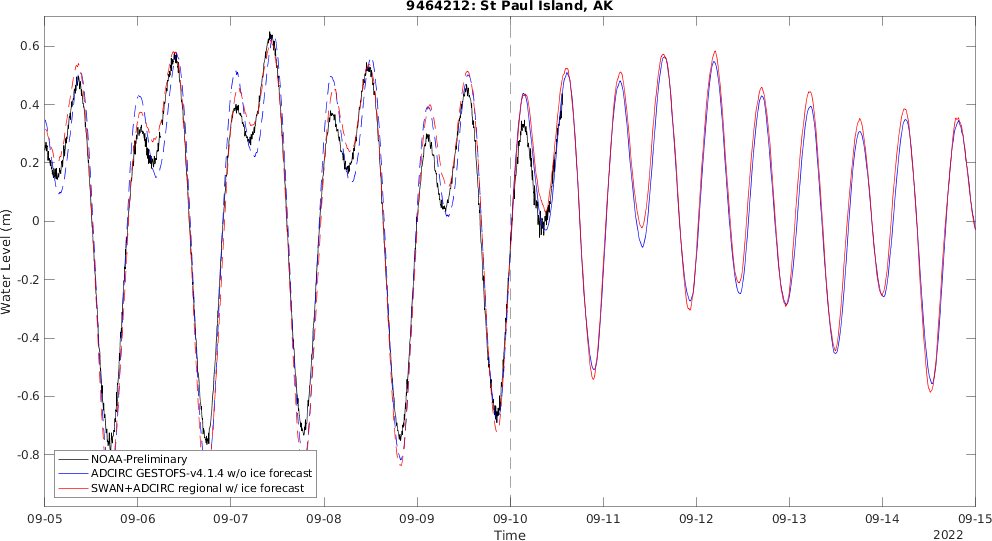 9464212: St Paul Island, AK
Water Level (m)
0.6
0.4
0.2
0
-0.2
-0.4
-0.6
-0.8
NOAA-Preliminary
ADCIRC GESTOFS-v4.1.4 w/o ice forecast
SWAN+ADCIRC regional w/ ice forecast
09-05 09-06 09-07 09-08 09-09 09-10 09-11 09-12 09-13 09-14 09-15
Time
2022